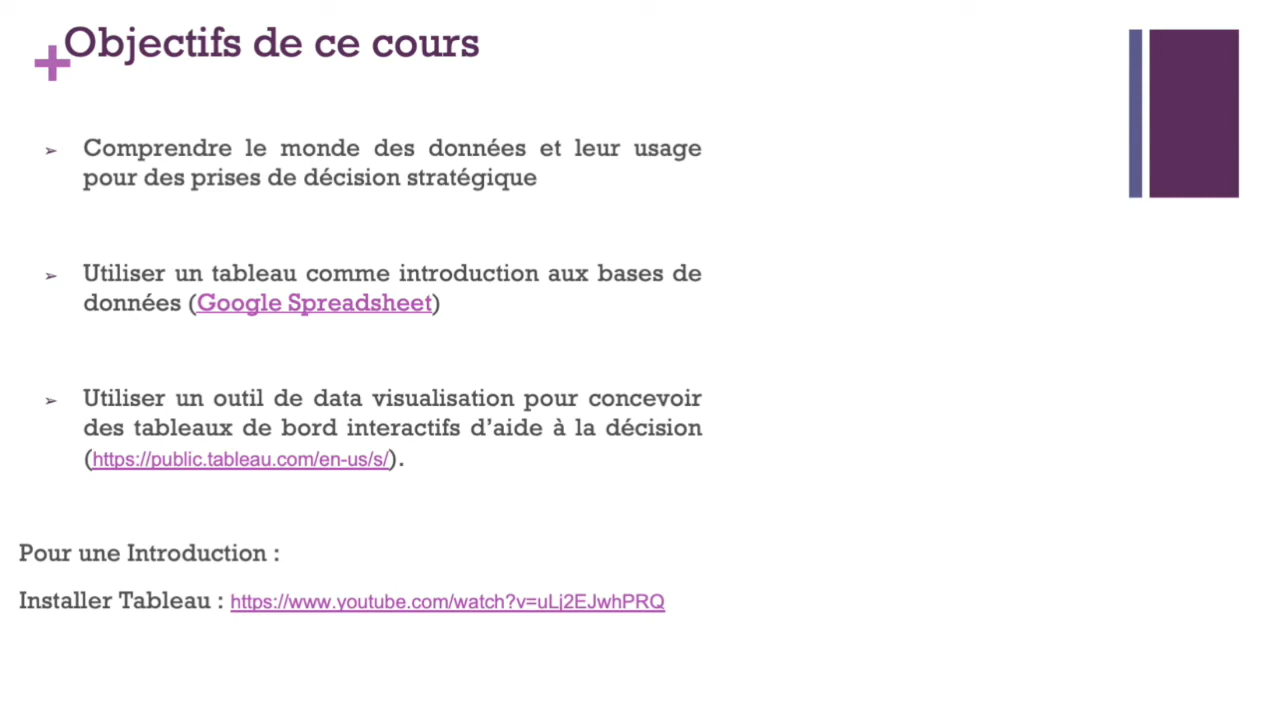 +Objectifs de ce cours
➢ Comprendre le monde des données et leur usage
pour des prises de décision stratégique
➢ Utiliser un tableau comme introduction aux bases de
données (Google Spreadsheet)
➢ Utiliser un outil de data visualisation pour concevoir
des tableaux de bord interactifs d’aide à la décision
(https://public.tableau.com/en-us/s/).
Pour une Introduction :
Installer Tableau : https://www.youtube.com/watch?v=uLj2EJwhPRQ